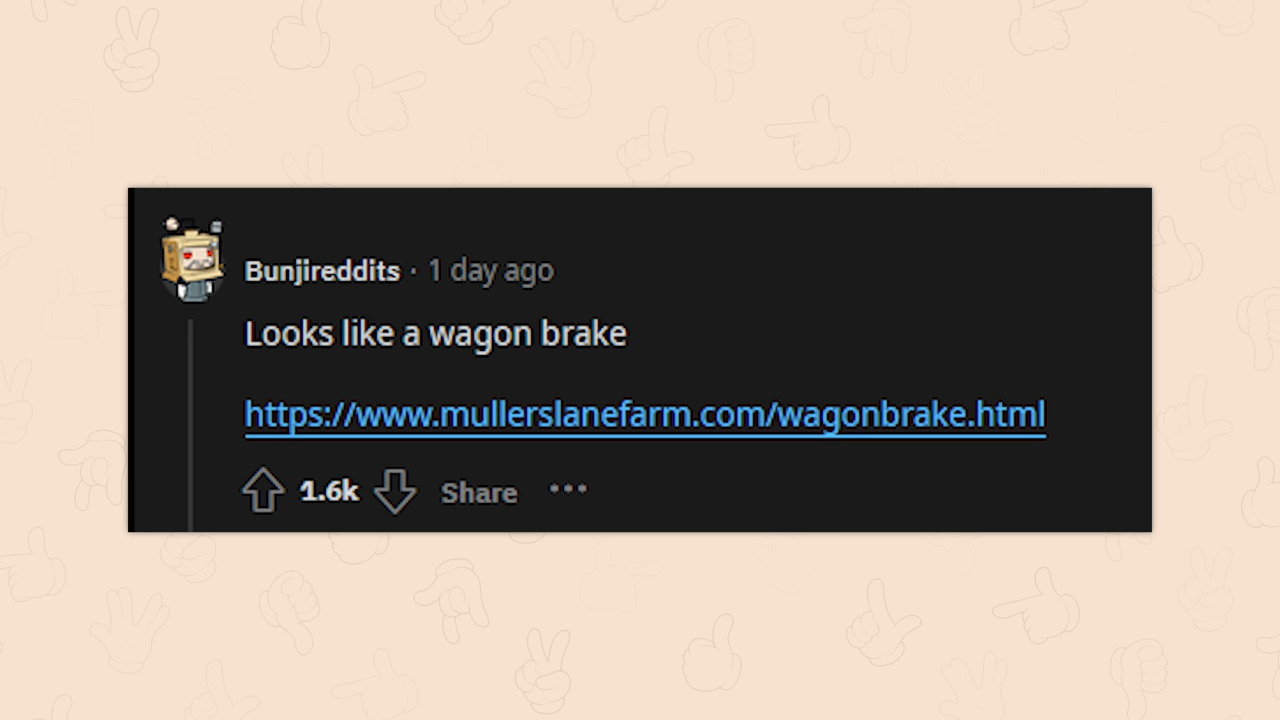 Bunjireddits · 1 day ago
Looks like a wagon brake
https://www.mullerslanefarm.com/wagonbrake.html
1.6k Share •••